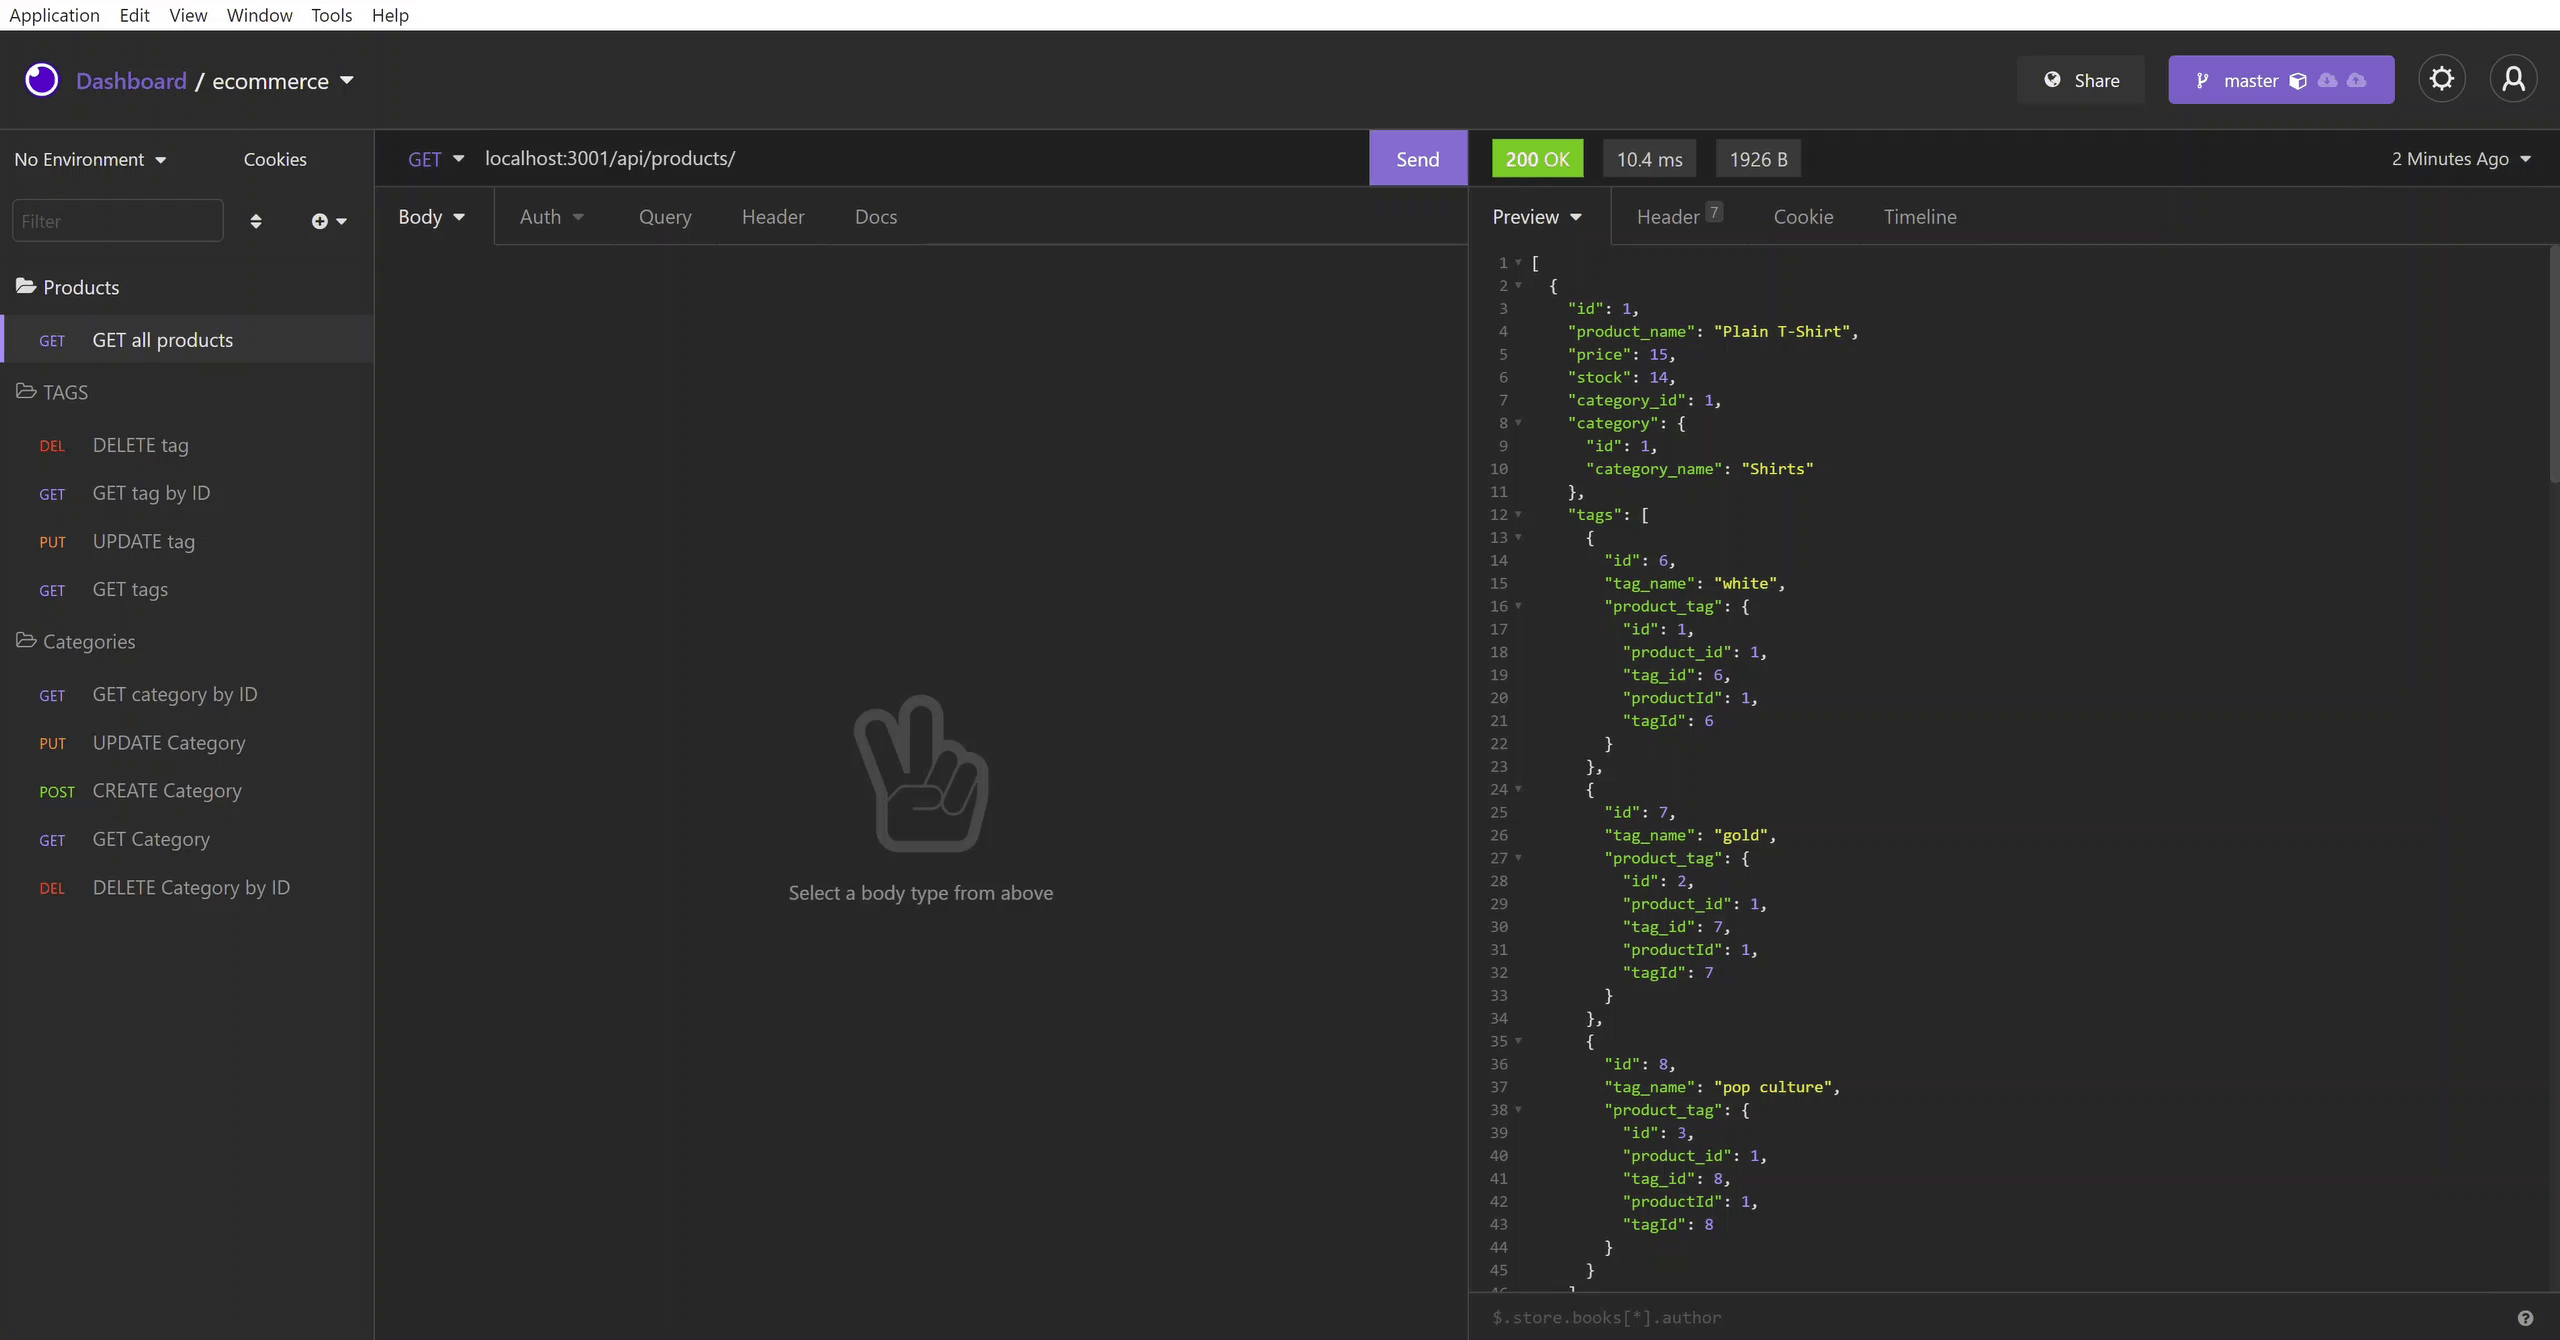 Application Edit View Window Tools Help
Dashboard / ecommerce
Share
master
No Environment
Cookies
Filter
Products
GET GET all products
TAGS
DEL DELETE tag
GET GET tag by ID
PUT UPDATE tag
GET GET tags
Categories
GET GET category by ID
PUT UPDATE Category
POST CREATE Category
GET GET Category
DEL DELETE Category by ID
GET localhost:3001/api/products/ Send
Body Auth Query Header Docs
Select a body type from above
200 OK 10.4 ms 1926 B 2 Minutes Ago
Preview Header 7 Cookie Timeline
1 [
2 {
3 "id": 1,
4 "product_name": "Plain T-Shirt",
5 "price": 15,
6 "stock": 14,
7 "category_id": 1,
8 "category": {
9 "id": 1,
10 "category_name": "Shirts"
11 },
12 "tags": [
13 {
14 "id": 6,
15 "tag_name": "white",
16 "product_tag": {
17 "id": 1,
18 "product_id": 1,
19 "tag_id": 6,
20 "productId": 1,
21 "tagId": 6
22 }
23 },
24 {
25 "id": 7,
26 "tag_name": "gold",
27 "product_tag": {
28 "id": 2,
29 "product_id": 1,
30 "tag_id": 7,
31 "productId": 1,
32 "tagId": 7
33 }
34 },
35 {
36 "id": 8,
37 "tag_name": "pop culture",
38 "product_tag": {
39 "id": 3,
40 "product_id": 1,
41 "tag_id": 8,
42 "productId": 1,
43 "tagId": 8
44 }
45 }
46 ]
$.store.books[*].author